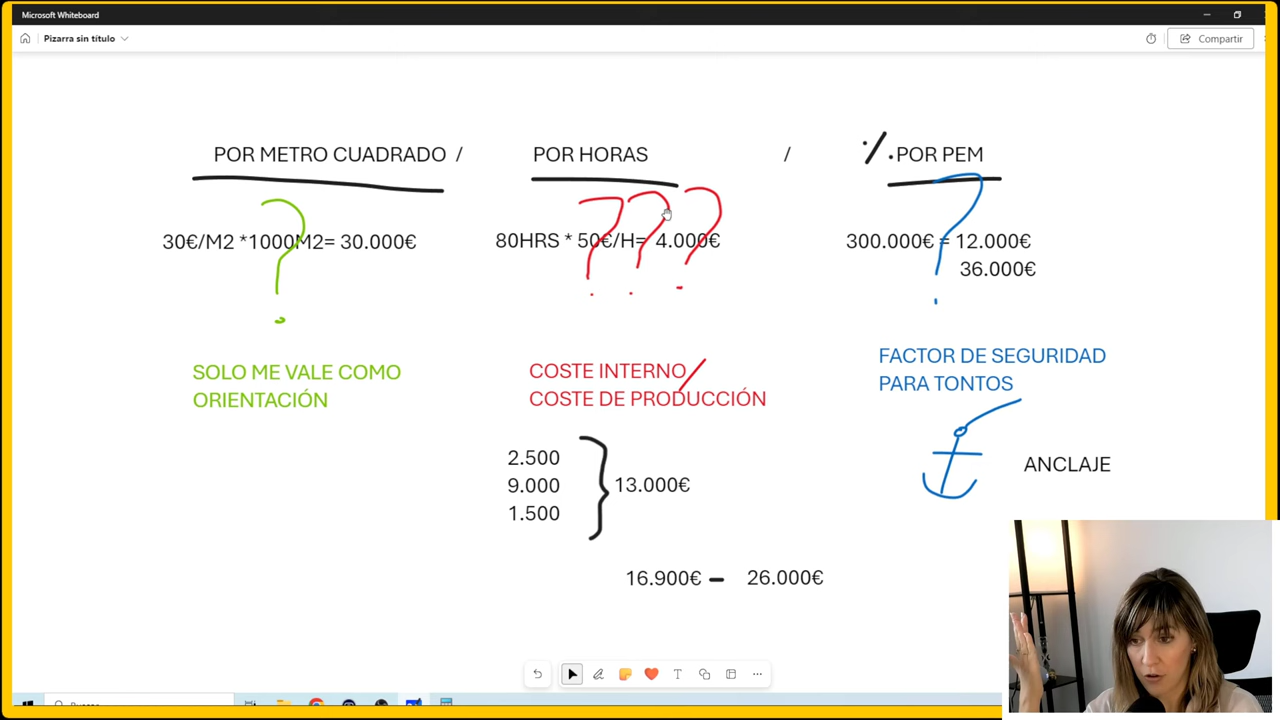 Microsoft Whiteboard
Pizarra sin título
Compartir
POR METRO CUADRADO / POR HORAS / %. POR PEM
30€/M2 *1000M2= 30.000€
80HRS * 50€/H= 4.000€
300.000€ = 12.000€
36.000€
?
???
?
SOLO ME VALE COMO
ORIENTACIÓN
COSTE INTERNO/
COSTE DE PRODUCCIÓN
FACTOR DE SEGURIDAD
PARA TONTOS
2.500
9.000
1.500
13.000€
ANCLAJE
16.900€ - 26.000€